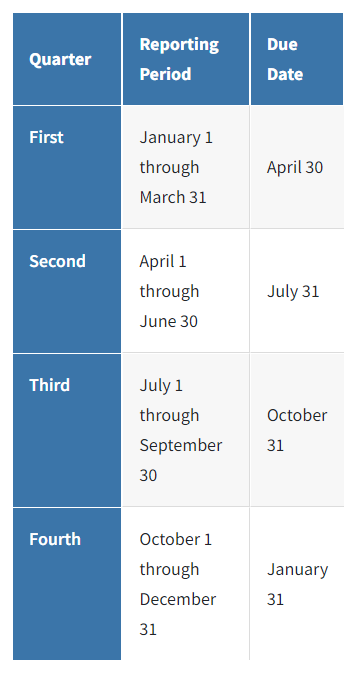 Quarter
Reporting
Period
Due
Date
First
January 1
through
March 31
April 30
Second
April 1
through
June 30
July 31
Third
July 1
through
September
30
October
31
Fourth
October 1
through
December
31
January
31